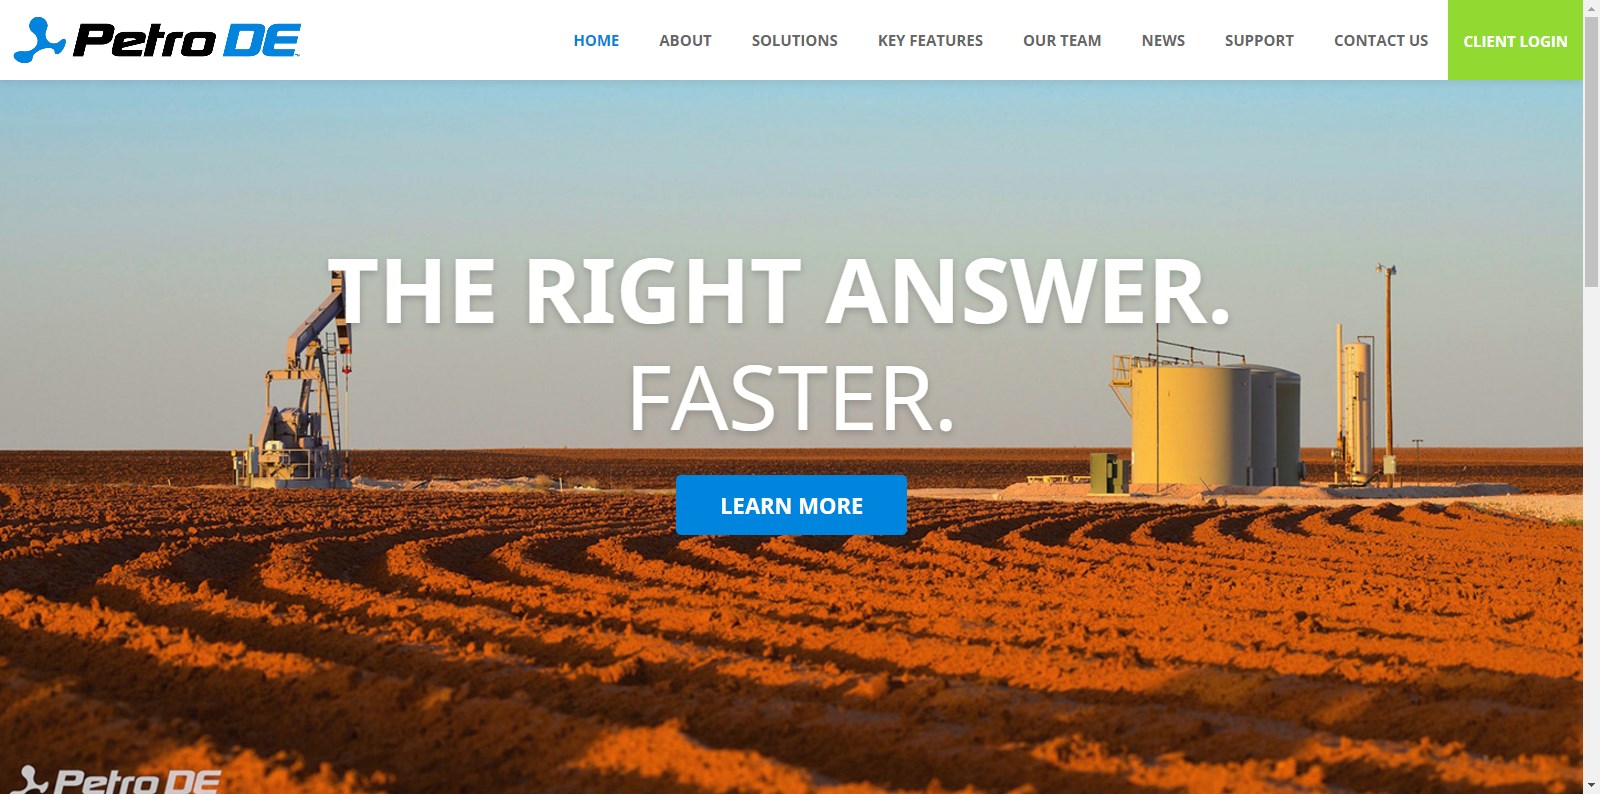 Petro DE™
HOME ABOUT SOLUTIONS KEY FEATURES OUR TEAM NEWS SUPPORT CONTACT US CLIENT LOGIN
THE RIGHT ANSWER.
FASTER.
LEARN MORE
Petro DE